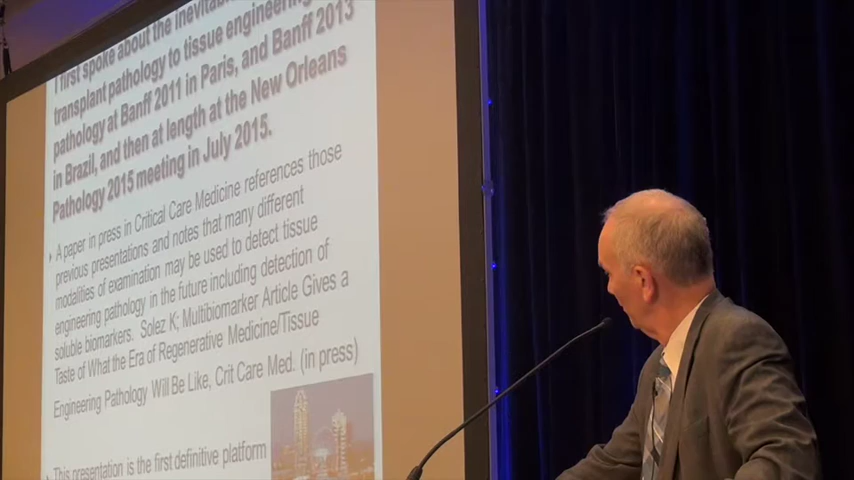 I first spoke about the inevitable
transplant pathology to tissue engineering
pathology at Banff 2011 in Paris, and Banff 2013
in Brazil, and then at length at the New Orleans
Pathology 2015 meeting in July 2015.
A paper in press in Critical Care Medicine references those
previous presentations and notes that many different
modalities of examination may be used to detect tissue
engineering pathology in the future including detection of
soluble biomarkers. Solez K; Multibiomarker Article Gives a
Taste of What the Era of Regenerative Medicine/Tissue
Engineering Pathology Will Be Like, Crit Care Med. (in press)
This presentation is the first definitive platform